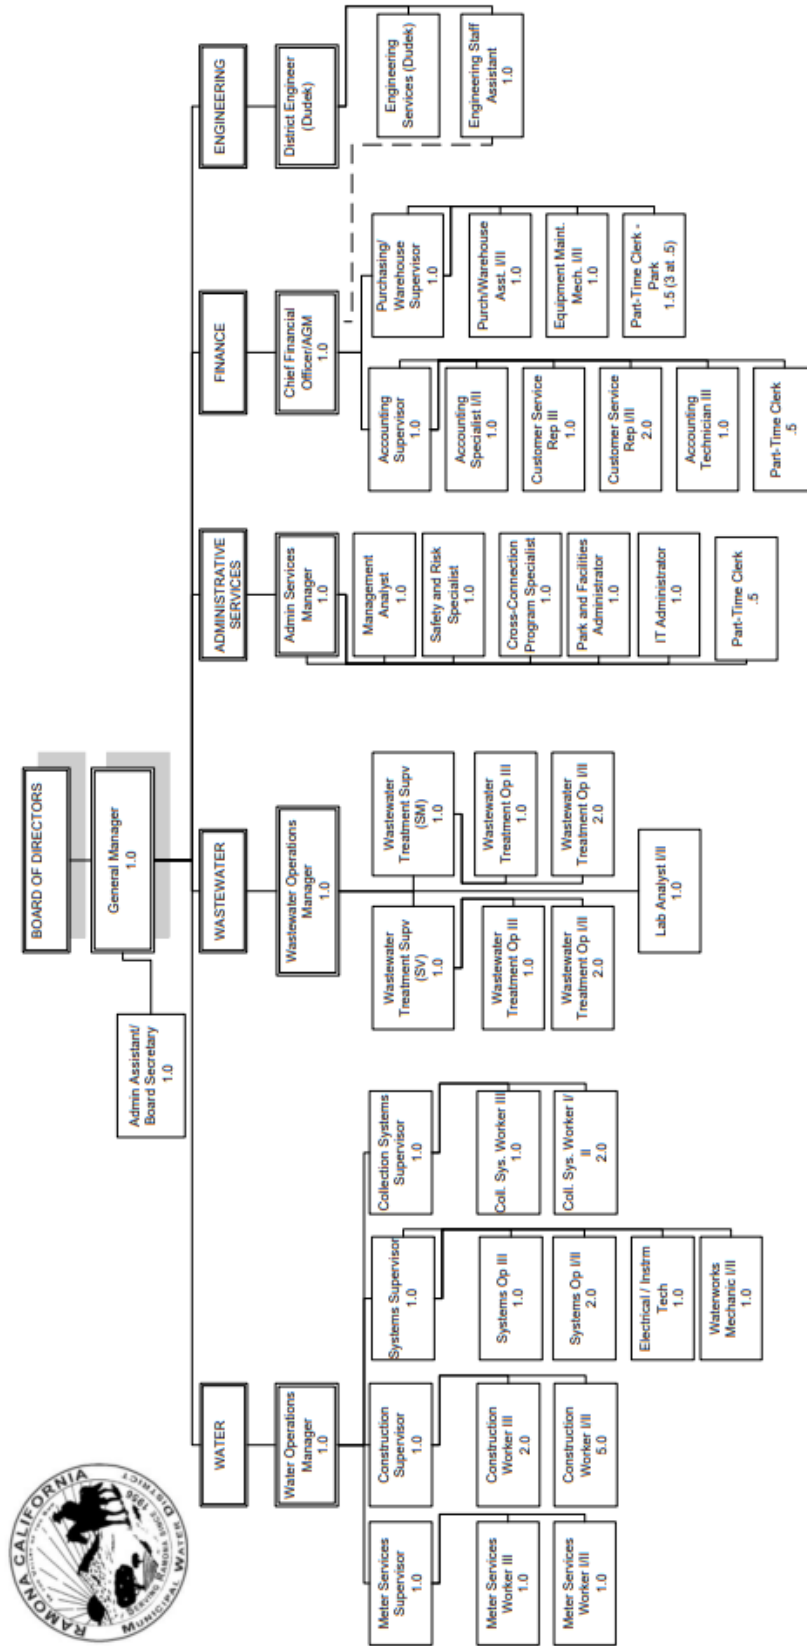 RAMONA CALIFORNIA
MUNICIPAL WATER DISTRICT
SERVING RAMONA SINCE 1956
BOARD OF DIRECTORS
General Manager
1.0
Admin Assistant/
Board Secretary
1.0
WATER
Water Operations
Manager
1.0
Meter Services
Supervisor
1.0
Meter Services
Worker III
1.0
Meter Services
Worker I/II
1.0
Construction
Supervisor
1.0
Construction
Worker III
2.0
Construction
Worker I/II
5.0
Systems Supervisor
1.0
Systems Op III
1.0
Systems Op I/II
2.0
Electrical / Instrm
Tech
1.0
Waterworks
Mechanic I/II
1.0
Collection Systems
Supervisor
1.0
Coll. Sys. Worker III
1.0
Coll. Sys. Worker I/
II
2.0
WASTEWATER
Wastewater Operations
Manager
1.0
Wastewater
Treatment Supv
(SV)
1.0
Wastewater
Treatment Op III
1.0
Wastewater
Treatment Op I/II
2.0
Wastewater
Treatment Supv
(SM)
1.0
Wastewater
Treatment Op III
1.0
Wastewater
Treatment Op I/II
2.0
Lab Analyst I/II
1.0
ADMINISTRATIVE
SERVICES
Admin Services
Manager
1.0
Management
Analyst
1.0
Safety and Risk
Specialist
1.0
Cross-Connection
Program Specialist
1.0
Park and Facilities
Administrator
1.0
IT Administrator
1.0
Part-Time Clerk
.5
FINANCE
Chief Financial
Officer/AGM
1.0
Accounting
Supervisor
1.0
Accounting
Specialist I/II
1.0
Customer Service
Rep III
1.0
Customer Service
Rep I/II
2.0
Accounting
Technician III
1.0
Part-Time Clerk
.5
Purchasing/
Warehouse
Supervisor
1.0
Purch/Warehouse
Asst. I/II
1.0
Equipment Maint.
Mech. I/II
1.0
Part-Time Clerk -
Park
1.5 (3 at .5)
ENGINEERING
District Engineer
(Dudek)
Engineering
Services (Dudek)
Engineering Staff
Assistant
1.0